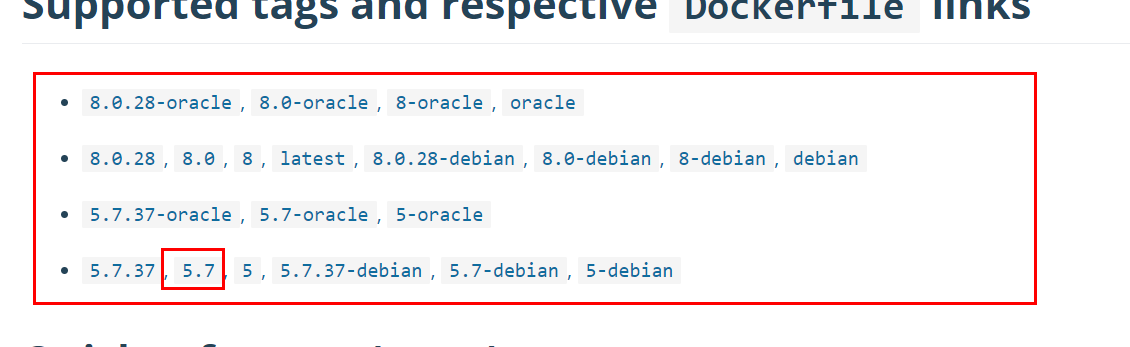 Supported tags and respective Dockerfile links
8.0.28-oracle, 8.0-oracle, 8-oracle, oracle
8.0.28, 8.0, 8, latest, 8.0.28-debian, 8.0-debian, 8-debian, debian
5.7.37-oracle, 5.7-oracle, 5-oracle
5.7.37, 5.7, 5, 5.7.37-debian, 5.7-debian, 5-debian